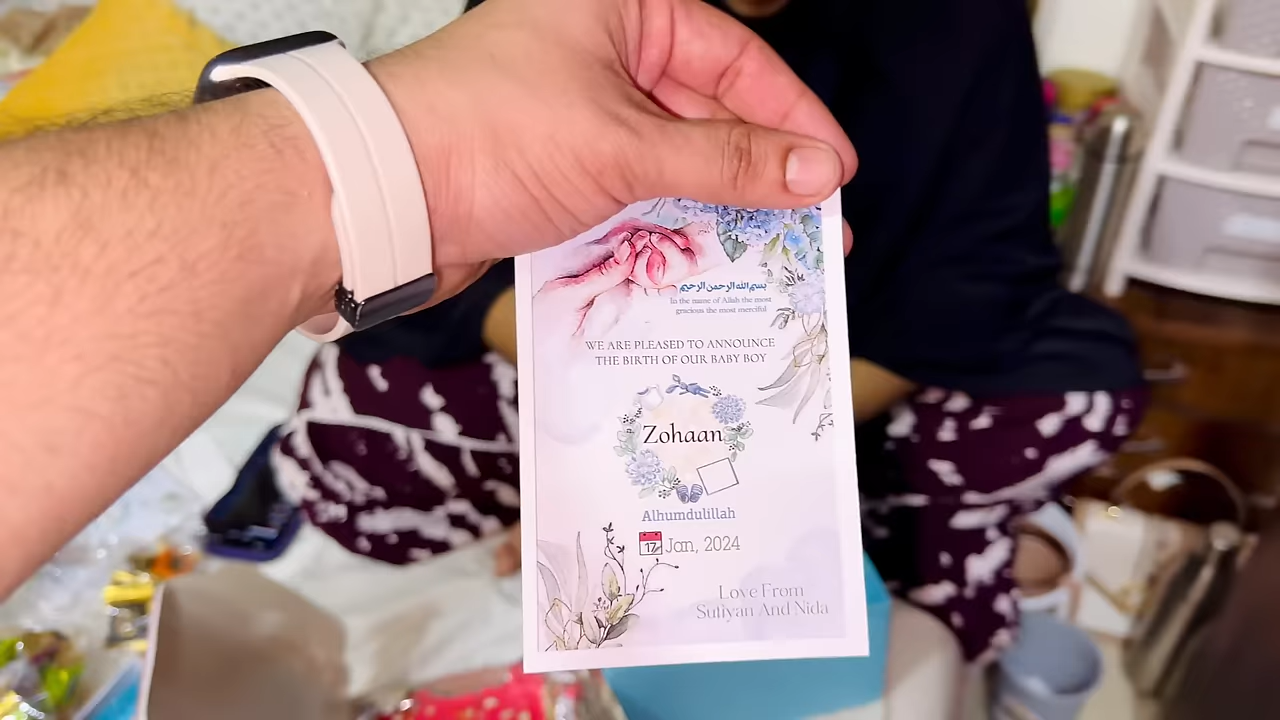 بسم الله الرحمن الرحيم
In the name of Allah the most
gracious the most merciful
WE ARE PLEASED TO ANNOUNCE
THE BIRTH OF OUR BABY BOY
Zohaan
Alhumdulillah
17 Jan, 2024
Love From
Sufiyan And Nida